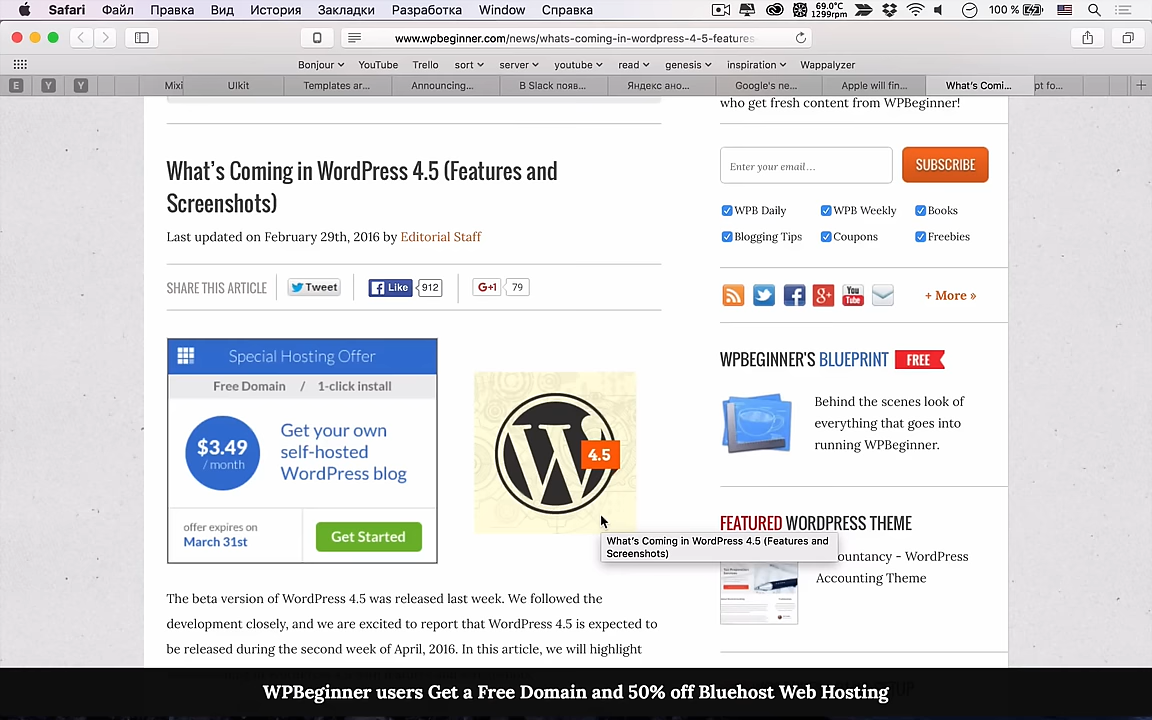 Safari Файл Правка Вид История Закладки Разработка Window Справка
69.0°C
1299rpm
100 %
www.wpbeginner.com/news/whats-coming-in-wordpress-4-5-features
Bonjour YouTube Trello sort server youtube read genesis inspiration Wappalyzer
E Y Y Mixi UIkit Templates ar... Announcing... В Slack появ... Яндекс ано... Google's ne... Apple will fin... What's Comi... pt fo...
who get fresh content from WPBeginner!
What's Coming in WordPress 4.5 (Features and
Screenshots)
Last updated on February 29th, 2016 by Editorial Staff
SHARE THIS ARTICLE Tweet Like 912 G+1 79
Special Hosting Offer
Free Domain / 1-click install
$3.49
/ month
Get your own
self-hosted
WordPress blog
offer expires on
March 31st
Get Started
W
4.5
What's Coming in WordPress 4.5 (Features and
Screenshots)
The beta version of WordPress 4.5 was released last week. We followed the
development closely, and we are excited to report that WordPress 4.5 is expected to
be released during the second week of April, 2016. In this article, we will highlight
Enter your email...
SUBSCRIBE
WPB Daily WPB Weekly Books
Blogging Tips Coupons Freebies
You
Tube
+ More »
WPBEGINNER'S BLUEPRINT FREE
Behind the scenes look of
everything that goes into
running WPBeginner.
FEATURED WORDPRESS THEME
ountancy - WordPress
Accounting Theme
WPBeginner users Get a Free Domain and 50% off Bluehost Web Hosting